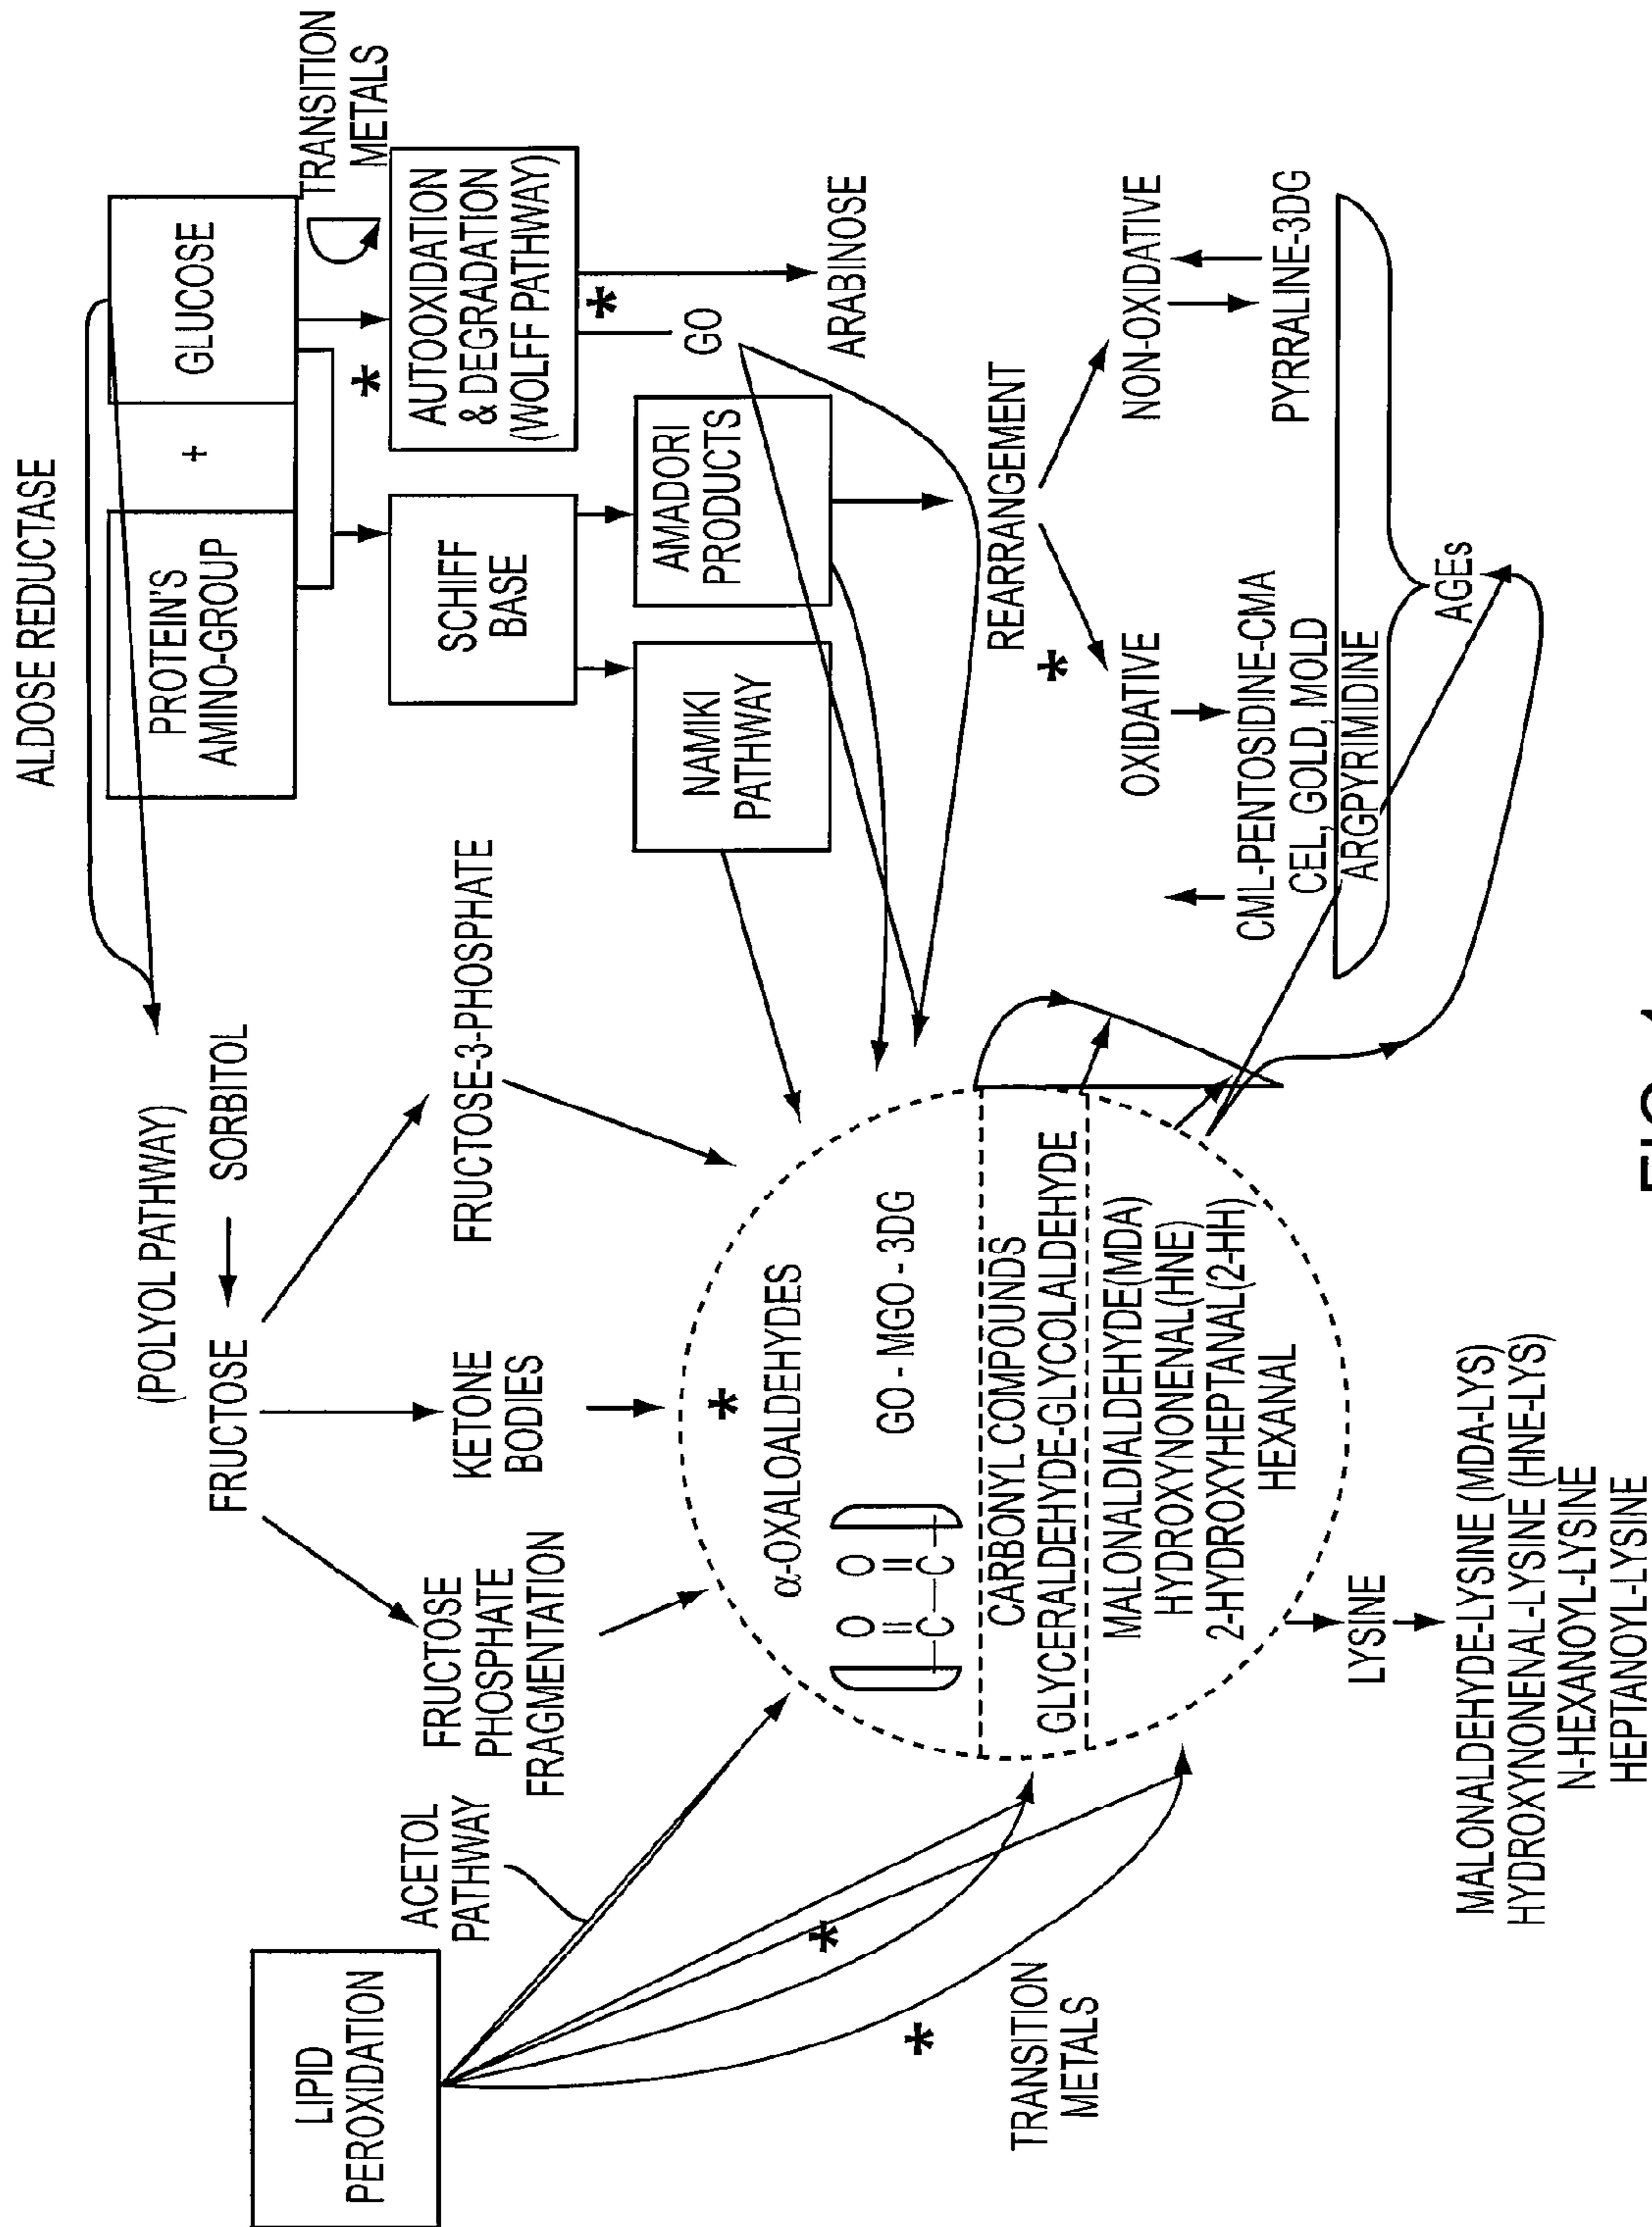 ALDOSE REDUCTASE
PROTEIN'S
AMINO-GROUP
+
GLUCOSE
TRANSITION
METALS
*
AUTOOXIDATION
& DEGRADATION
(WOLFF PATHWAY)
*
GO
ARABINOSE
SCHIFF
BASE
NAMIKI
PATHWAY
AMADORI
PRODUCTS
REARRANGEMENT
*
OXIDATIVE
NON-OXIDATIVE
CML-PENTOSIDINE-CMA
CEL, GOLD, MOLD
ARGPYRIMIDINE
PYRRALINE-3DG
AGEs
(POLYOL PATHWAY)
FRUCTOSE
SORBITOL
FRUCTOSE
PHOSPHATE
FRAGMENTATION
KETONE
BODIES
FRUCTOSE-3-PHOSPHATE
LIPID
PEROXIDATION
ACETOL
PATHWAY
*
*
TRANSITION
METALS
*
α-OXALOALDEHYDES
O O
C C
GO - MGO - 3DG
CARBONYL COMPOUNDS
GLYCERALDEHYDE-GLYCOLALDEHYDE
MALONALDIALDEHYDE(MDA)
HYDROXYNONENAL(HNE)
2-HYDROXYHEPTANAL(2-HH)
HEXANAL
LYSINE
MALONALDEHYDE-LYSINE (MDA-LYS)
HYDROXYNONENAL-LYSINE (HNE-LYS)
N-HEXANOYL-LYSINE
HEPTANOYL-LYSINE